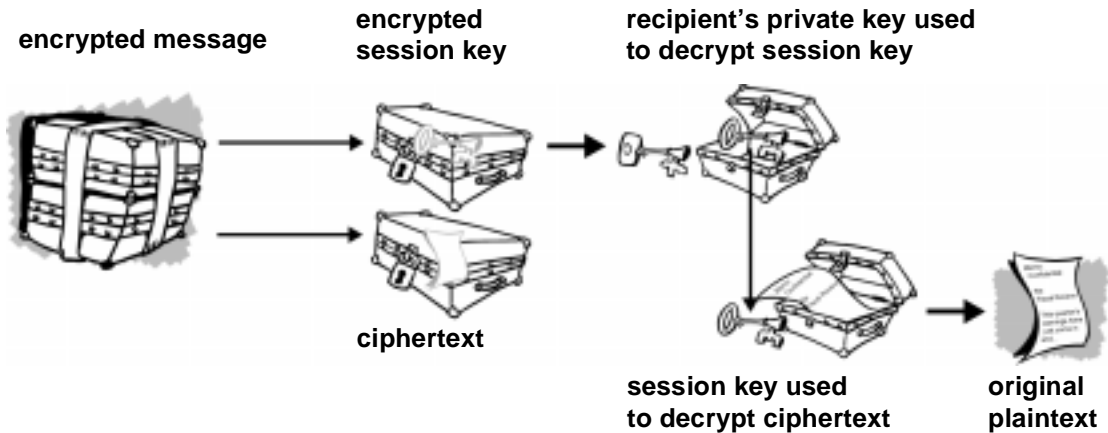 encrypted message
encrypted
session key
recipient's private key used
to decrypt session key
ciphertext
session key used
to decrypt ciphertext
original
plaintext